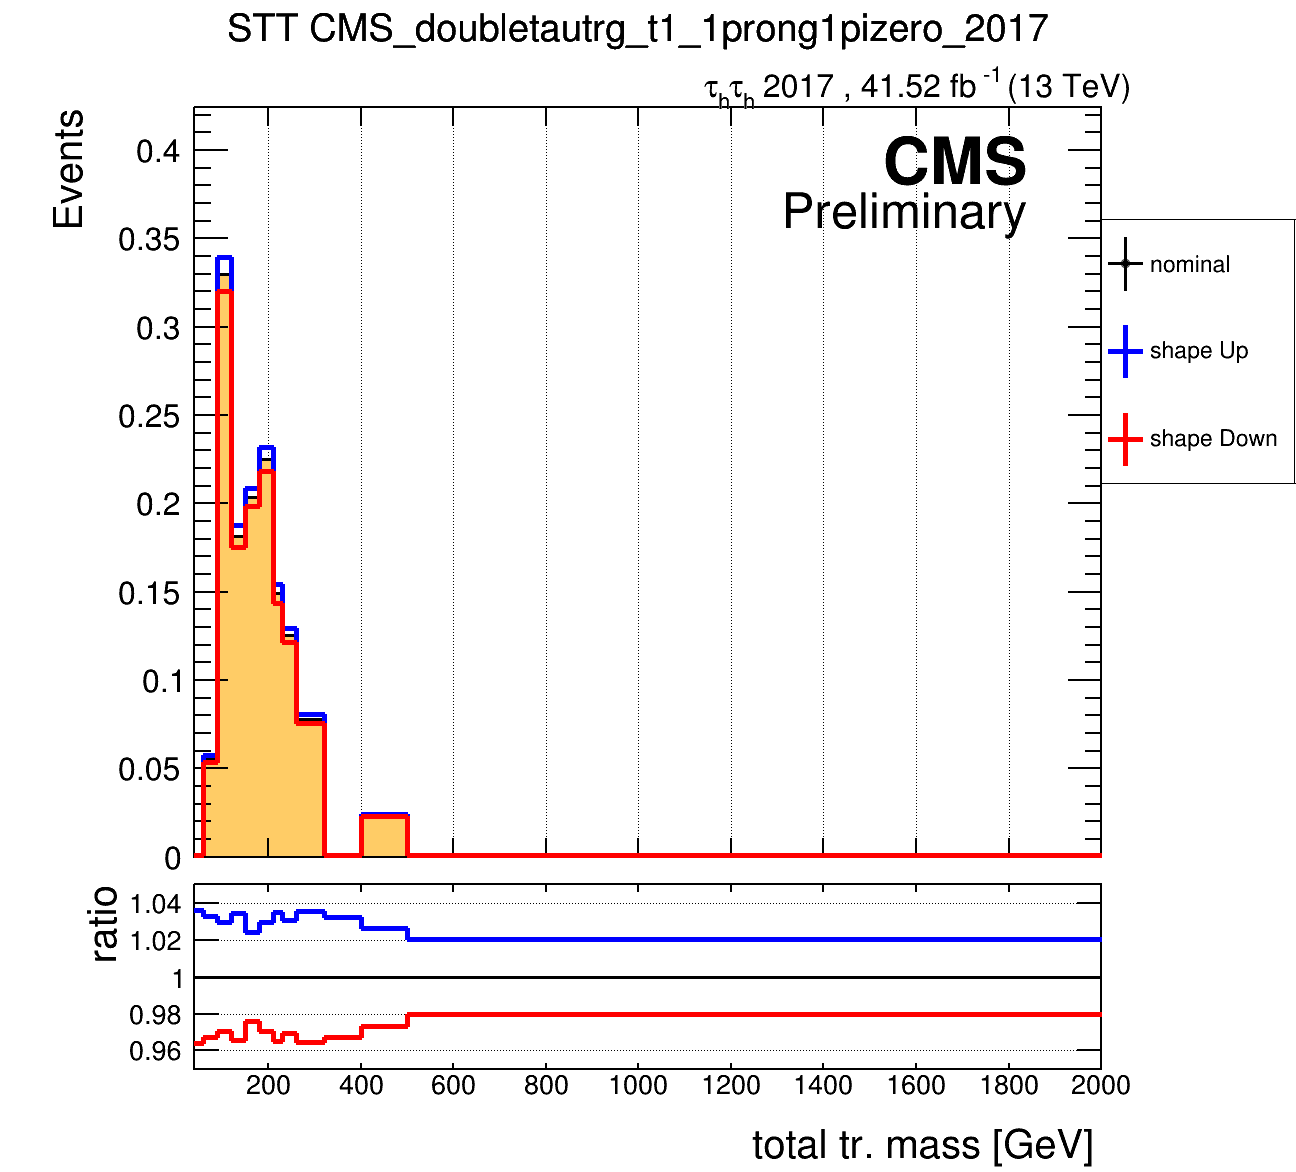 STT CMS_doubletautrg_t1_1prong1pizero_2017
τhτh 2017 , 41.52 fb -1 (13 TeV)
Events
CMS
Preliminary
0.4
0.35
0.3
0.25
0.2
0.15
0.1
0.05
0
nominal
shape Up
shape Down
ratio
1.04
1.02
1
0.98
0.96
200 400 600 800 1000 1200 1400 1600 1800 2000
total tr. mass [GeV]